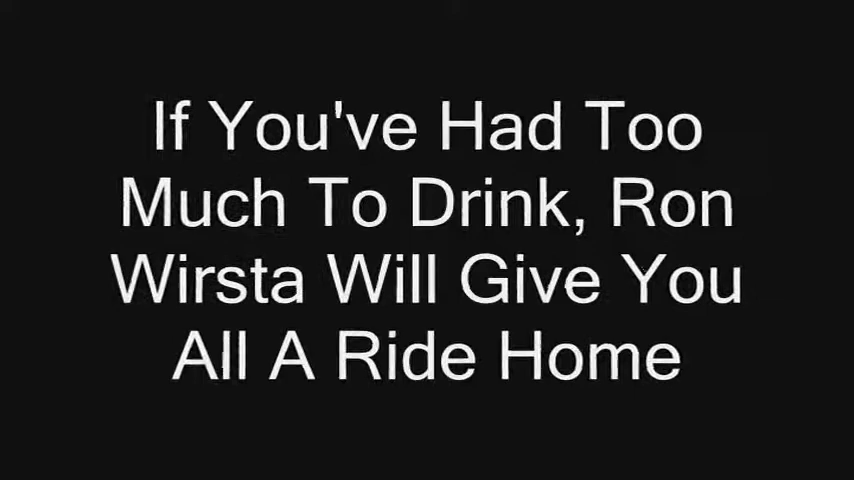 If You've Had Too
Much To Drink, Ron
Wirsta Will Give You
All A Ride Home